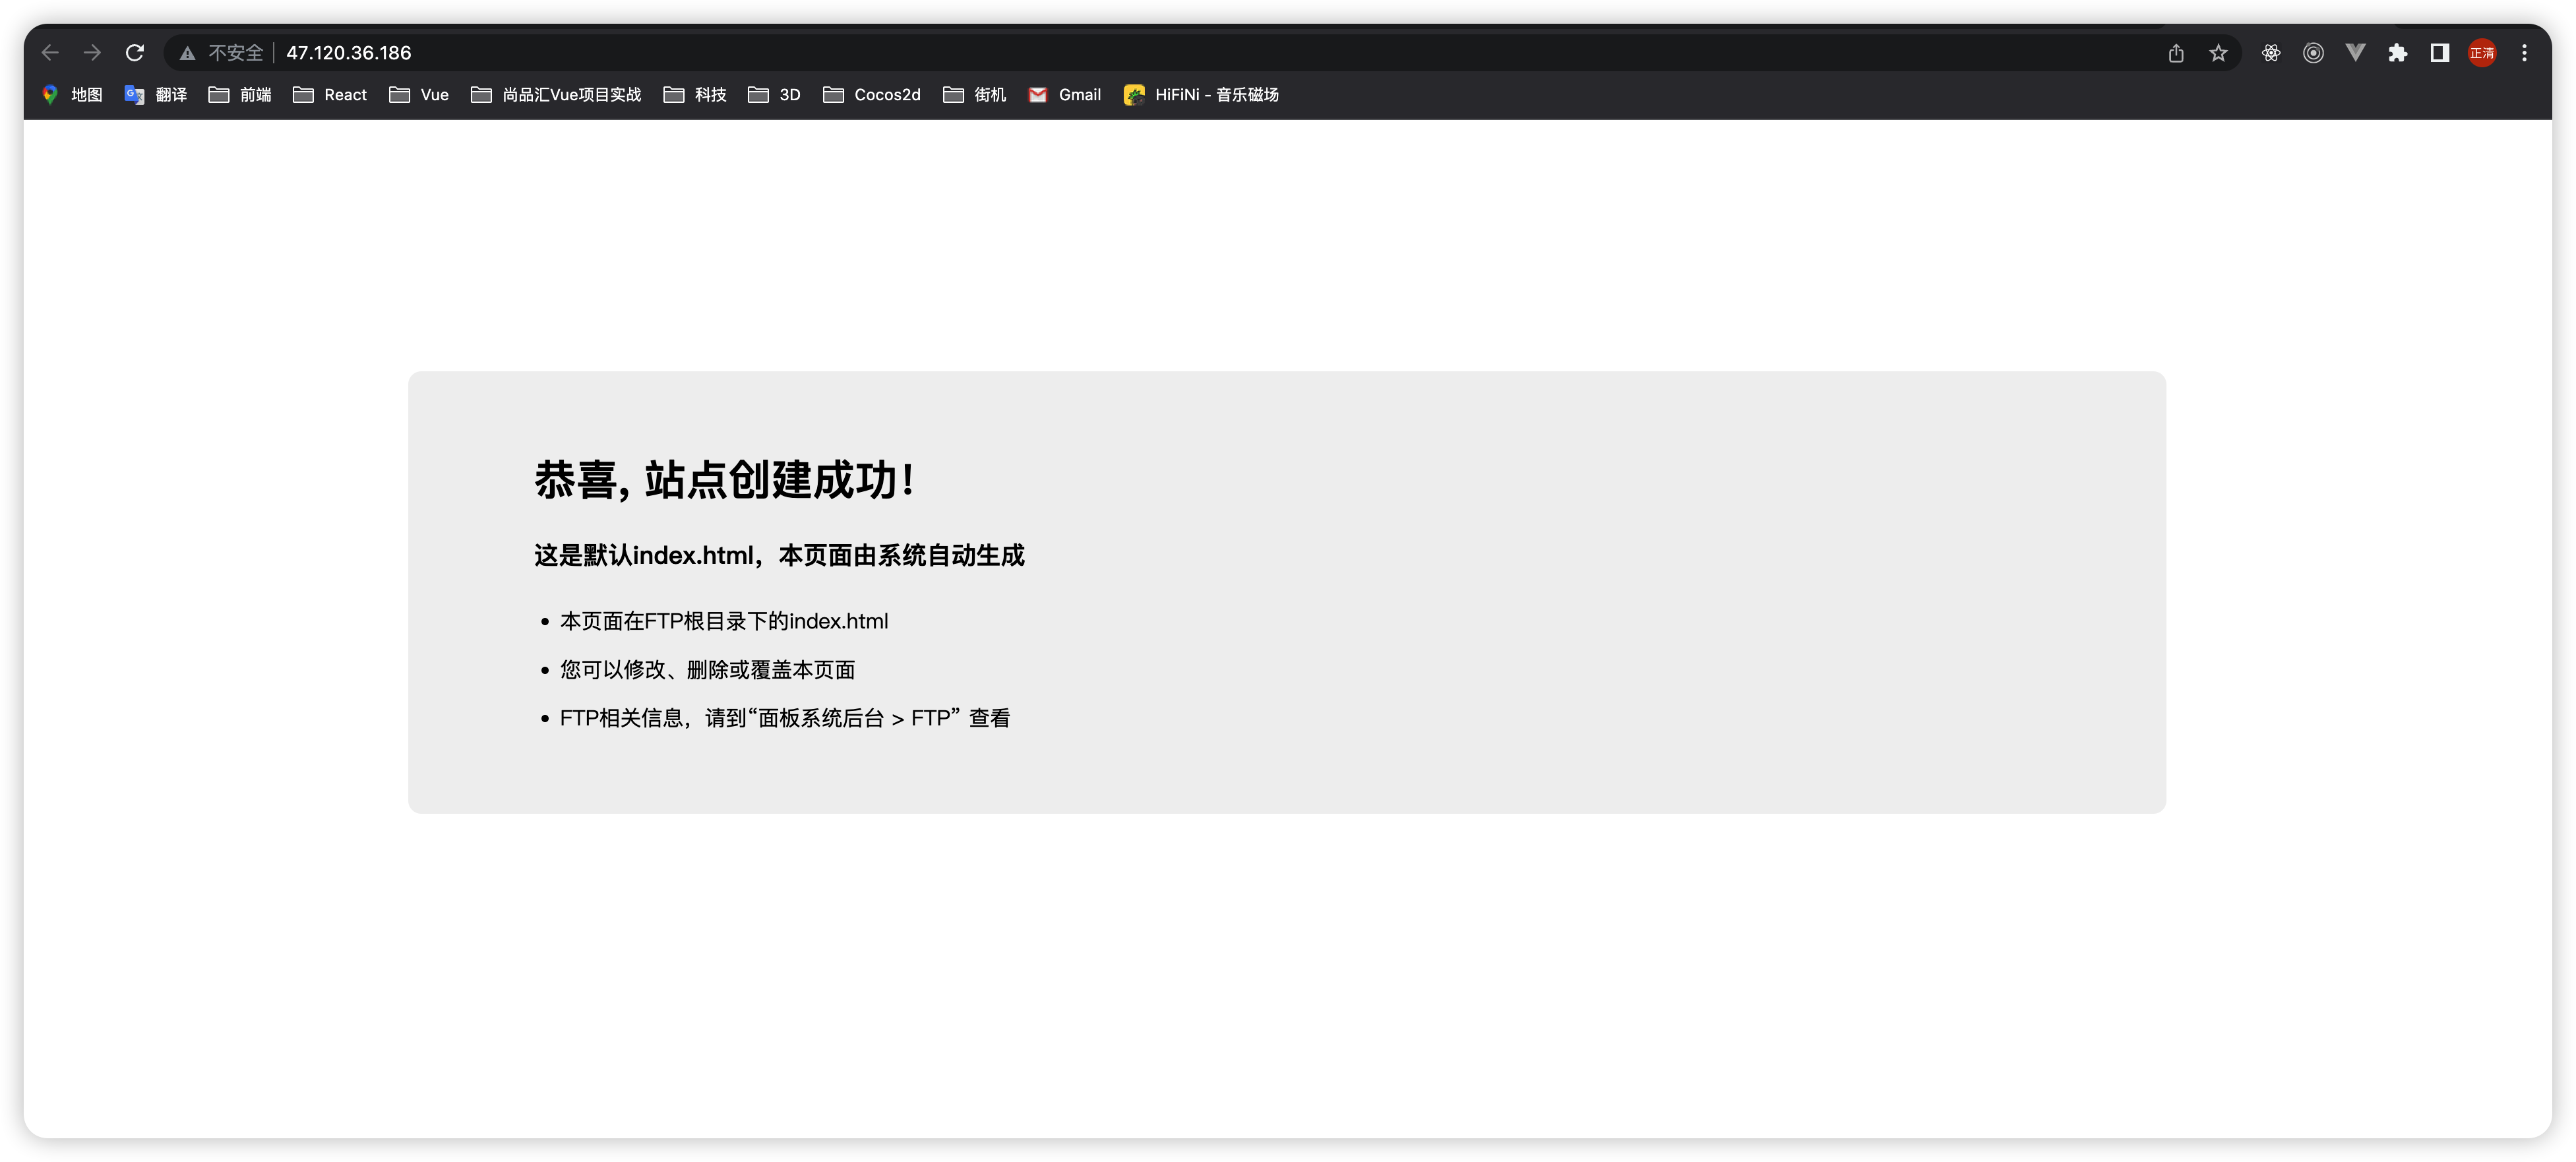 不安全 47.120.36.186
地图 翻译 前端 React Vue 尚品汇Vue项目实战 科技 3D Cocos2d 街机 Gmail HiFiNi - 音乐磁场
正清
恭喜, 站点创建成功！
这是默认index.html，本页面由系统自动生成
本页面在FTP根目录下的index.html
您可以修改、删除或覆盖本页面
FTP相关信息，请到“面板系统后台 > FTP” 查看